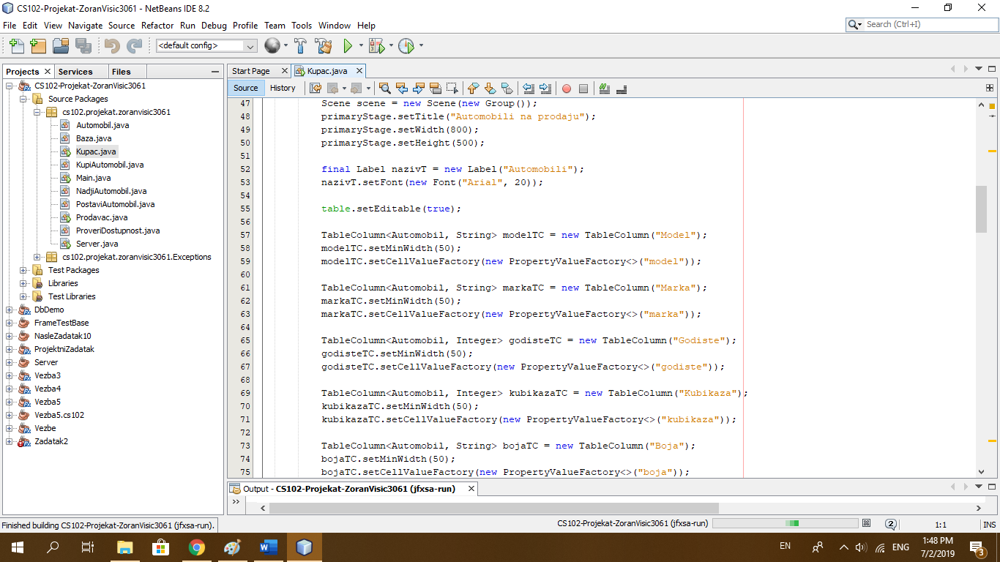 CS102-Projekat-ZoranVisic3061 - NetBeans IDE 8.2
File Edit View Navigate Source Refactor Run Debug Profile Team Tools Window Help
Search (Ctrl+I)
<default config>
Projects
Services
Files
CS102-Projekat-ZoranVisic3061
Source Packages
cs102.projekat.zoranvisic3061
Automobil.java
Baza.java
Kupac.java
KupiAutomobil.java
Main.java
NadjiAutomobil.java
PostaviAutomobil.java
Prodavac.java
ProveriDostupnost.java
Server.java
cs102.projekat.zoranvisic3061.Exceptions
Test Packages
Libraries
Test Libraries
DbDemo
FrameTestBase
NasleZadatak10
ProjektniZadatak
Server
Vezba3
Vezba4
Vezba5
Vezba5.cs102
Vezbe
Zadatak2
Start Page
Kupac.java
Source
History
47 Scene scene = new Scene(new Group());
48 primaryStage.setTitle("Automobili na prodaju");
49 primaryStage.setWidth(800);
50 primaryStage.setHeight(500);
51
52 final Label nazivT = new Label("Automobili");
53 nazivT.setFont(new Font("Arial", 20));
54
55 table.setEditable(true);
56
57 TableColumn<Automobil, String> modelTC = new TableColumn("Model");
58 modelTC.setMinWidth(50);
59 modelTC.setCellValueFactory(new PropertyValueFactory<>("model"));
60
61 TableColumn<Automobil, String> markaTC = new TableColumn("Marka");
62 markaTC.setMinWidth(50);
63 markaTC.setCellValueFactory(new PropertyValueFactory<>("marka"));
64
65 TableColumn<Automobil, Integer> godisteTC = new TableColumn("Godiste");
66 godisteTC.setMinWidth(50);
67 godisteTC.setCellValueFactory(new PropertyValueFactory<>("godiste"));
68
69 TableColumn<Automobil, Integer> kubikazaTC = new TableColumn("Kubikaza");
70 kubikazaTC.setMinWidth(50);
71 kubikazaTC.setCellValueFactory(new PropertyValueFactory<>("kubikaza"));
72
73 TableColumn<Automobil, String> bojaTC = new TableColumn("Boja");
74 bojaTC.setMinWidth(50);
75 bojaTC.setCellValueFactory(new PropertyValueFactory<>("boja"));
Output - CS102-Projekat-ZoranVisic3061 (jfxsa-run)
Finished building CS102-Projekat-ZoranVisic3061 (jfxsa-run).
CS102-Projekat-ZoranVisic3061 (jfxsa-run)
2
1:1
INS
EN
ENG
1:48 PM
7/2/2019
3